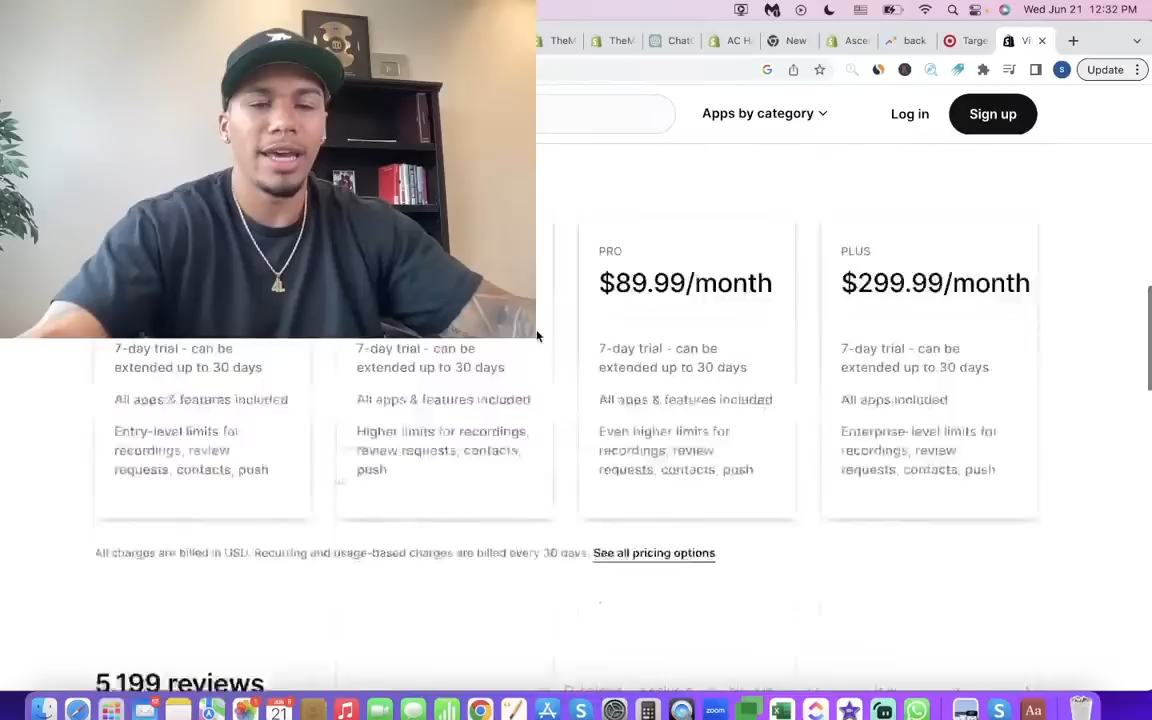 Wed Jun 21 12:32 PM
TheM
TheM
Chat
AC H
New
Asce
back
Targe
Vi
Update
Apps by category
Log in
Sign up
PRO
$89.99/month
PLUS
$299.99/month
7-day trial - can be
extended up to 30 days
All apps & features included
Entry-level limits for
recordings, review
requests, contacts, push
7-day trial - can be
extended up to 30 days
All apps & features included
Higher limits for recordings,
review requests, contacts,
push
7-day trial - can be
extended up to 30 days
All apps & features included
Even higher limits for
recordings, review
requests, contacts, push
7-day trial - can be
extended up to 30 days
All apps included
Enterprise-level limits for
recordings, review
requests, contacts, push
All charges are billed in USD. Recurring and usage-based charges are billed every 30 days. See all pricing options
5,199 reviews
21
zoom
Aa